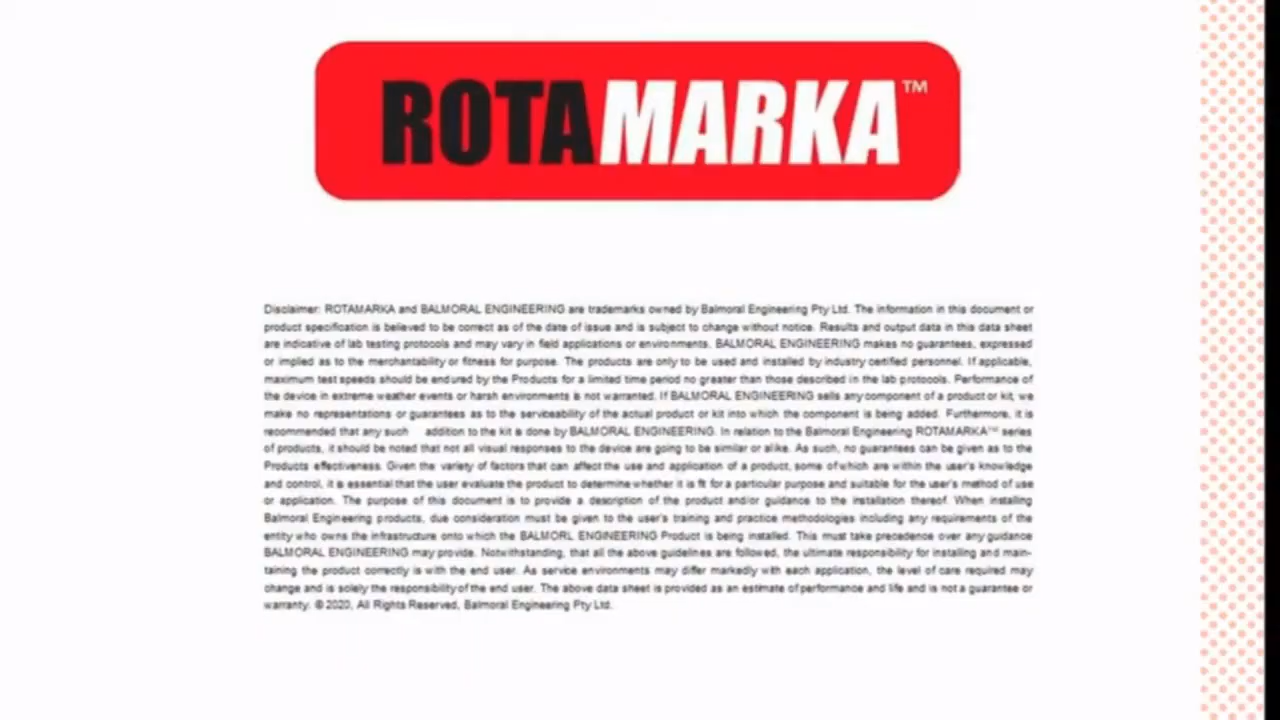 ROTAMARKA™
Disclaimer: ROTAMARKA and BALMORAL ENGINEERING are trademarks owned by Balmoral Engineering Pty Ltd. The information in this document or
product specification is believed to be correct as of the date of issue and is subject to change without notice. Results and output data in this data sheet
are indicative of lab testing protocols and may vary in field applications or environments. BALMORAL ENGINEERING makes no guarantees, expressed
or implied as to the merchantability or fitness for purpose. The products are only to be used and installed by industry certified personnel. If applicable,
maximum test speeds should be endured by the Products for a limited time period no greater than those described in the lab protocols. Performance of
the device in extreme weather events or harsh environments is not warranted. If BALMORAL ENGINEERING sells any component of a product or kit, we
make no representations or guarantees as to the serviceability of the actual product or kit into which the component is being added. Furthermore, it is
recommended that any such addition to the kit is done by BALMORAL ENGINEERING. In relation to the Balmoral Engineering ROTAMARKA™ series
of products, it should be noted that not all visual responses to the device are going to be similar or alike. As such, no guarantees can be given as to the
Products effectiveness. Given the variety of factors that can affect the use and application of a product, some of which are within the user's knowledge
and control, it is essential that the user evaluate the product to determine whether it is fit for a particular purpose and suitable for the user's method of use
or application. The purpose of this document is to provide a description of the product and/or guidance to the installation thereof. When installing
Balmoral Engineering products, due consideration must be given to the user's training and practice methodologies including any requirements of the
entity who owns the infrastructure onto which the BALMORL ENGINEERING Product is being installed. This must take precedence over any guidance
BALMORAL ENGINEERING may provide. Notwithstanding, that all the above guidelines are followed, the ultimate responsibility for installing and main-
taining the product correctly is with the end user. As service environments may differ markedly with each application, the level of care required may
change and is solely the responsibility of the end user. The above data sheet is provided as an estimate of performance and life and is not a guarantee or
warranty. © 2020, All Rights Reserved, Balmoral Engineering Pty Ltd.